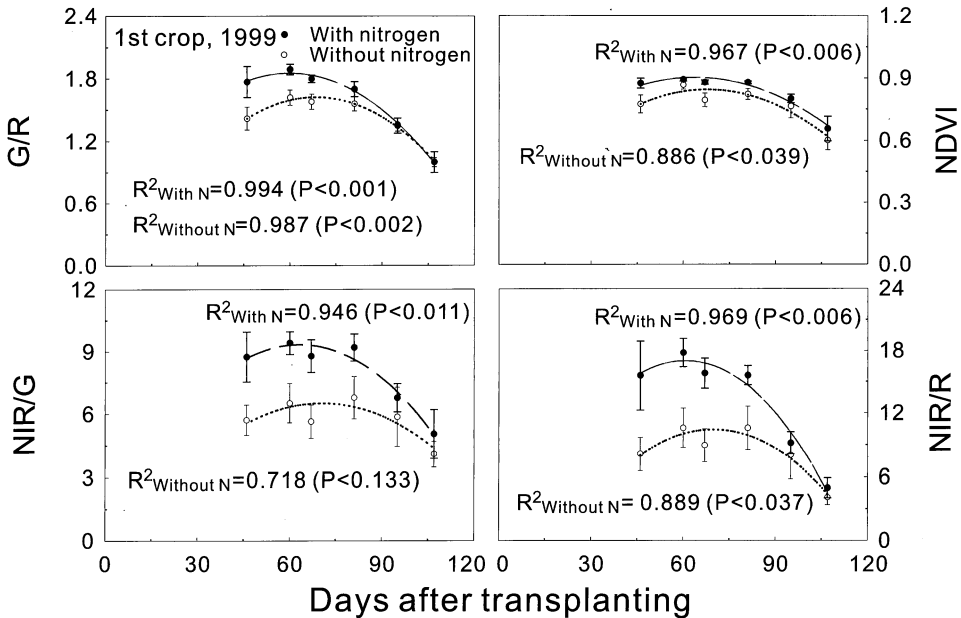 2.4
1.8
1.2
0.6
0.0
G/R
1st crop, 1999
With nitrogen
Without nitrogen
R²With N=0.994 (P<0.001)
R²Without N=0.987 (P<0.002)
1.2
0.9
0.6
0.3
0.0
NDVI
R²With N=0.967 (P<0.006)
R²Without N=0.886 (P<0.039)
12
9
6
3
0
NIR/G
R²With N=0.946 (P<0.011)
R²Without N=0.718 (P<0.133)
0 30 60 90 120
24
18
12
6
0
NIR/R
R²With N=0.969 (P<0.006)
R²Without N= 0.889 (P<0.037)
0 30 60 90 120
Days after transplanting